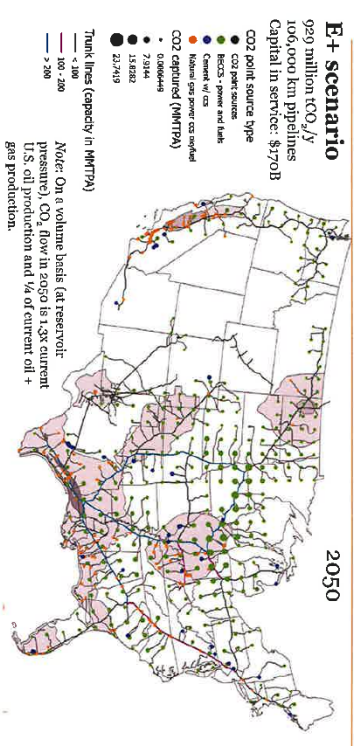 E+ scenario
2050
929 million tCO₂/y
106,000 km pipelines
Capital in service: $170B
CO2 point source type
CO2 point sources
BECCS - power and fuels
Cement w/ ccs
Natural gas power ccs oxyfuel
CO2 captured (MMTPA)
0.0006449
7.9144
15.8282
23.7419
Trunk lines (capacity in MMTPA)
< 100
100 - 200
> 200
Note: On a volume basis (at reservoir
pressure), CO₂ flow in 2050 is 1.3x current
U.S. oil production and ¼ of current oil +
gas production.